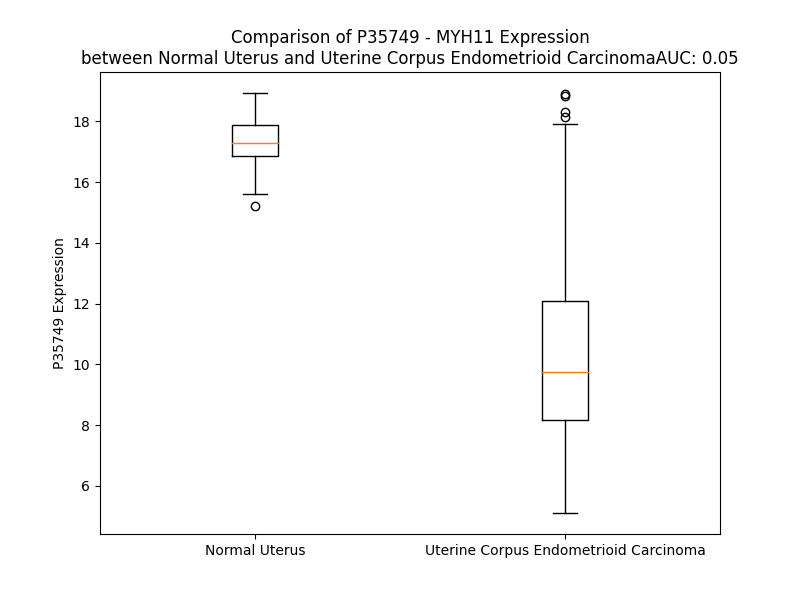 Comparison of P35749 - MYH11 Expression
between Normal Uterus and Uterine Corpus Endometrioid CarcinomaAUC: 0.05
18
16
14
12
10
8
6
P35749 Expression
Normal Uterus
Uterine Corpus Endometrioid Carcinoma